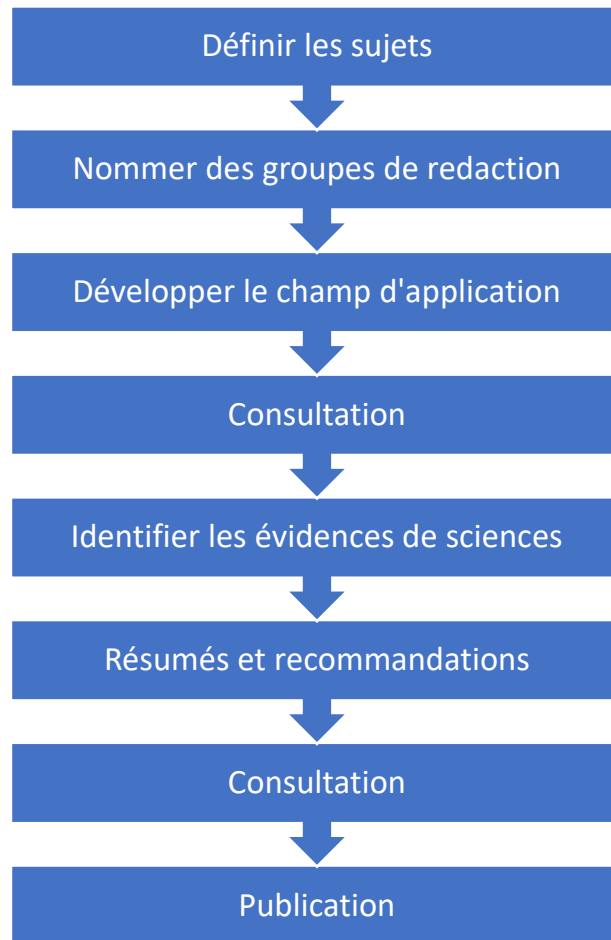 Définir les sujets
Nommer des groupes de redaction
Développer le champ d'application
Consultation
Identifier les évidences de sciences
Résumés et recommandations
Consultation
Publication